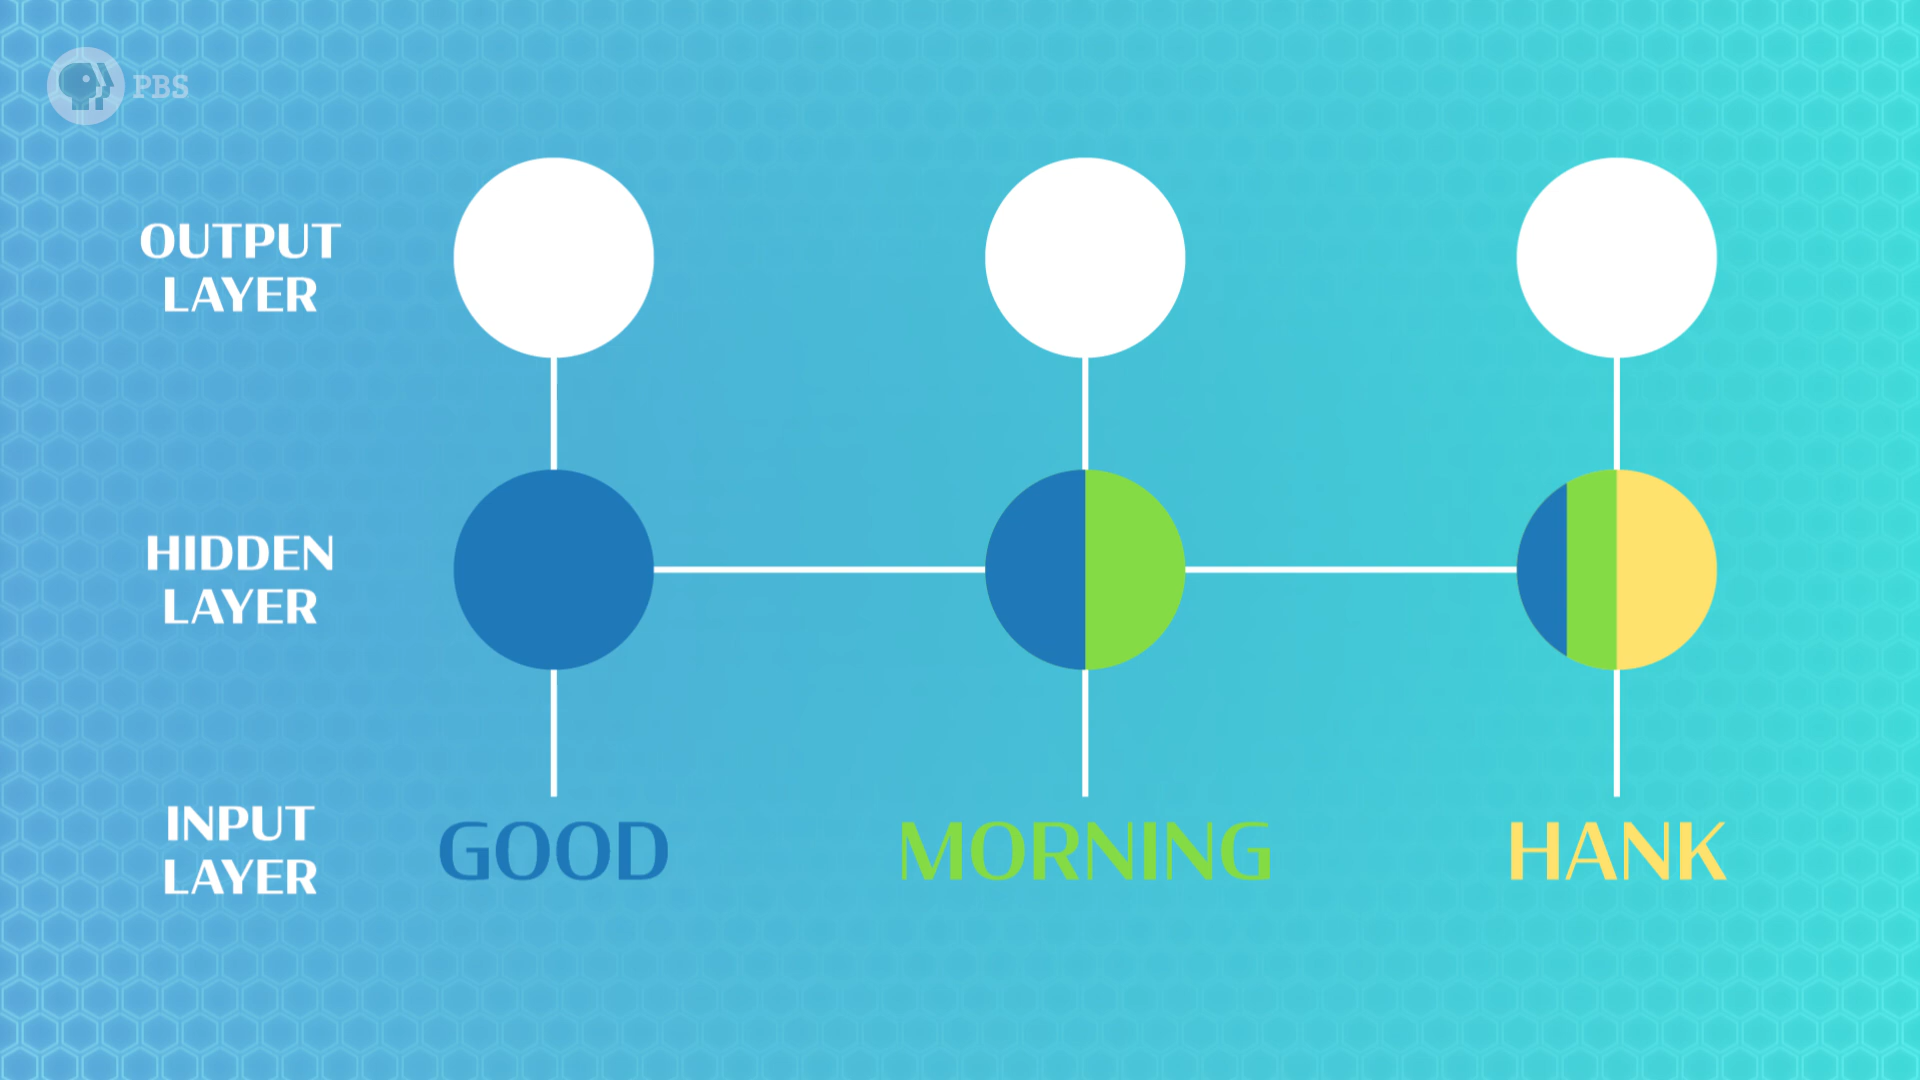 PBS
OUTPUT
LAYER
HIDDEN
LAYER
INPUT
LAYER
GOOD MORNING HANK